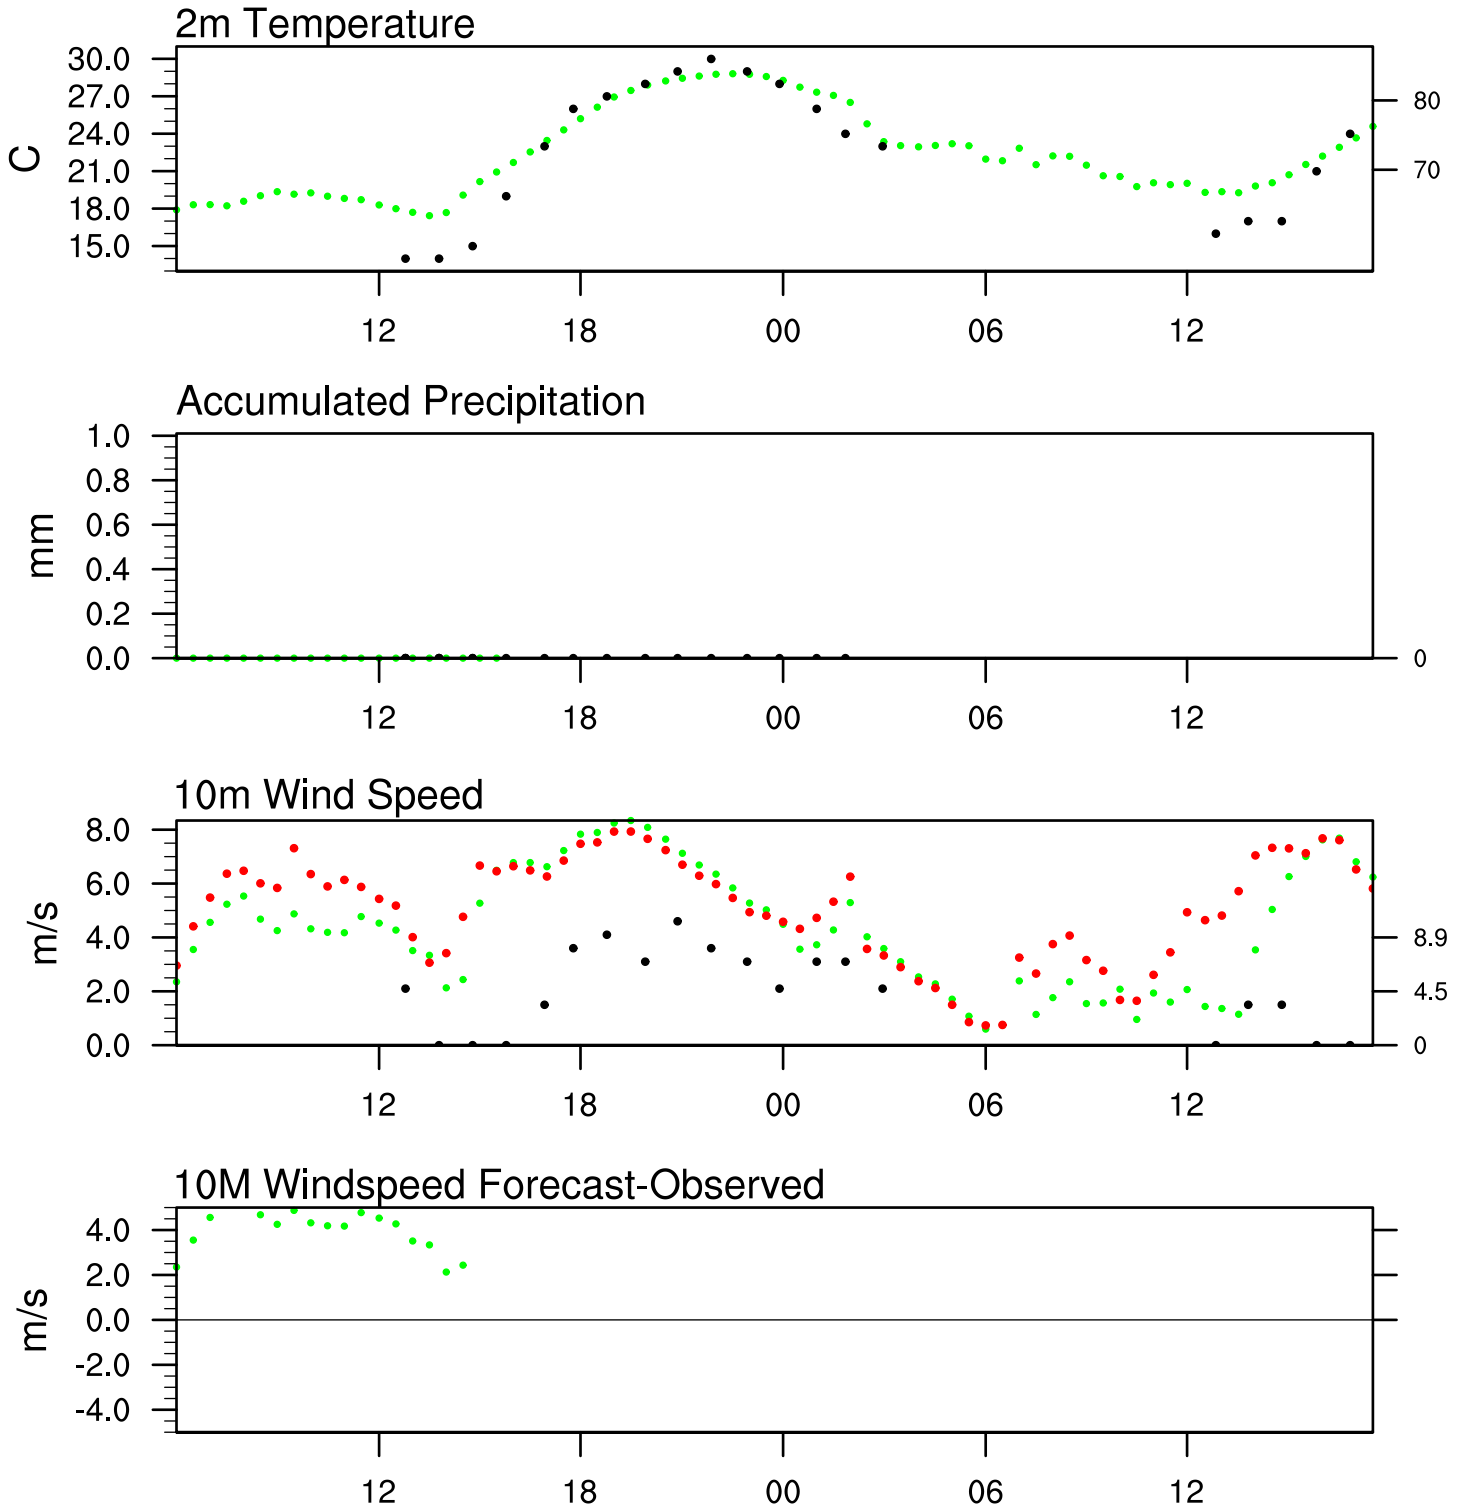 2m Temperature
30.0
27.0
80
24.0
C
21.0
70
18.0
15.0
12 18 00 06 12
Accumulated Precipitation
1.0
0.8
0.6
mm
0.4
0.2
0.0
0
12 18 00 06 12
10m Wind Speed
8.0
6.0
m/s
4.0
8.9
2.0
4.5
0.0
0
12 18 00 06 12
10M Windspeed Forecast-Observed
4.0
2.0
m/s
0.0
-2.0
-4.0
12 18 00 06 12